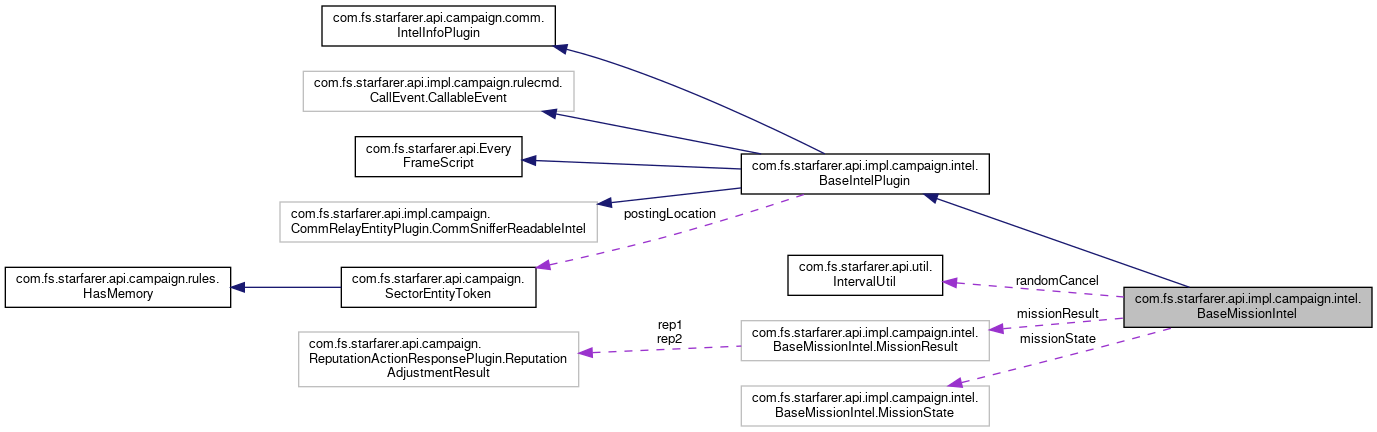 com.fs.starfarer.api.campaign.comm.
IntelInfoPlugin
com.fs.starfarer.api.impl.campaign.rulecmd.
CallEvent.CallableEvent
com.fs.starfarer.api.Every
FrameScript
com.fs.starfarer.api.impl.campaign.intel.
BaseIntelPlugin
com.fs.starfarer.api.impl.campaign.
CommRelayEntityPlugin.CommSnifferReadableIntel
postingLocation
com.fs.starfarer.api.campaign.rules.
HasMemory
com.fs.starfarer.api.campaign.
SectorEntityToken
com.fs.starfarer.api.util.
IntervalUtil
randomCancel
com.fs.starfarer.api.impl.campaign.intel.
BaseMissionIntel
missionResult
missionState
com.fs.starfarer.api.campaign.
ReputationActionResponsePlugin.Reputation
AdjustmentResult
rep1
rep2
com.fs.starfarer.api.impl.campaign.intel.
BaseMissionIntel.MissionResult
com.fs.starfarer.api.impl.campaign.intel.
BaseMissionIntel.MissionState